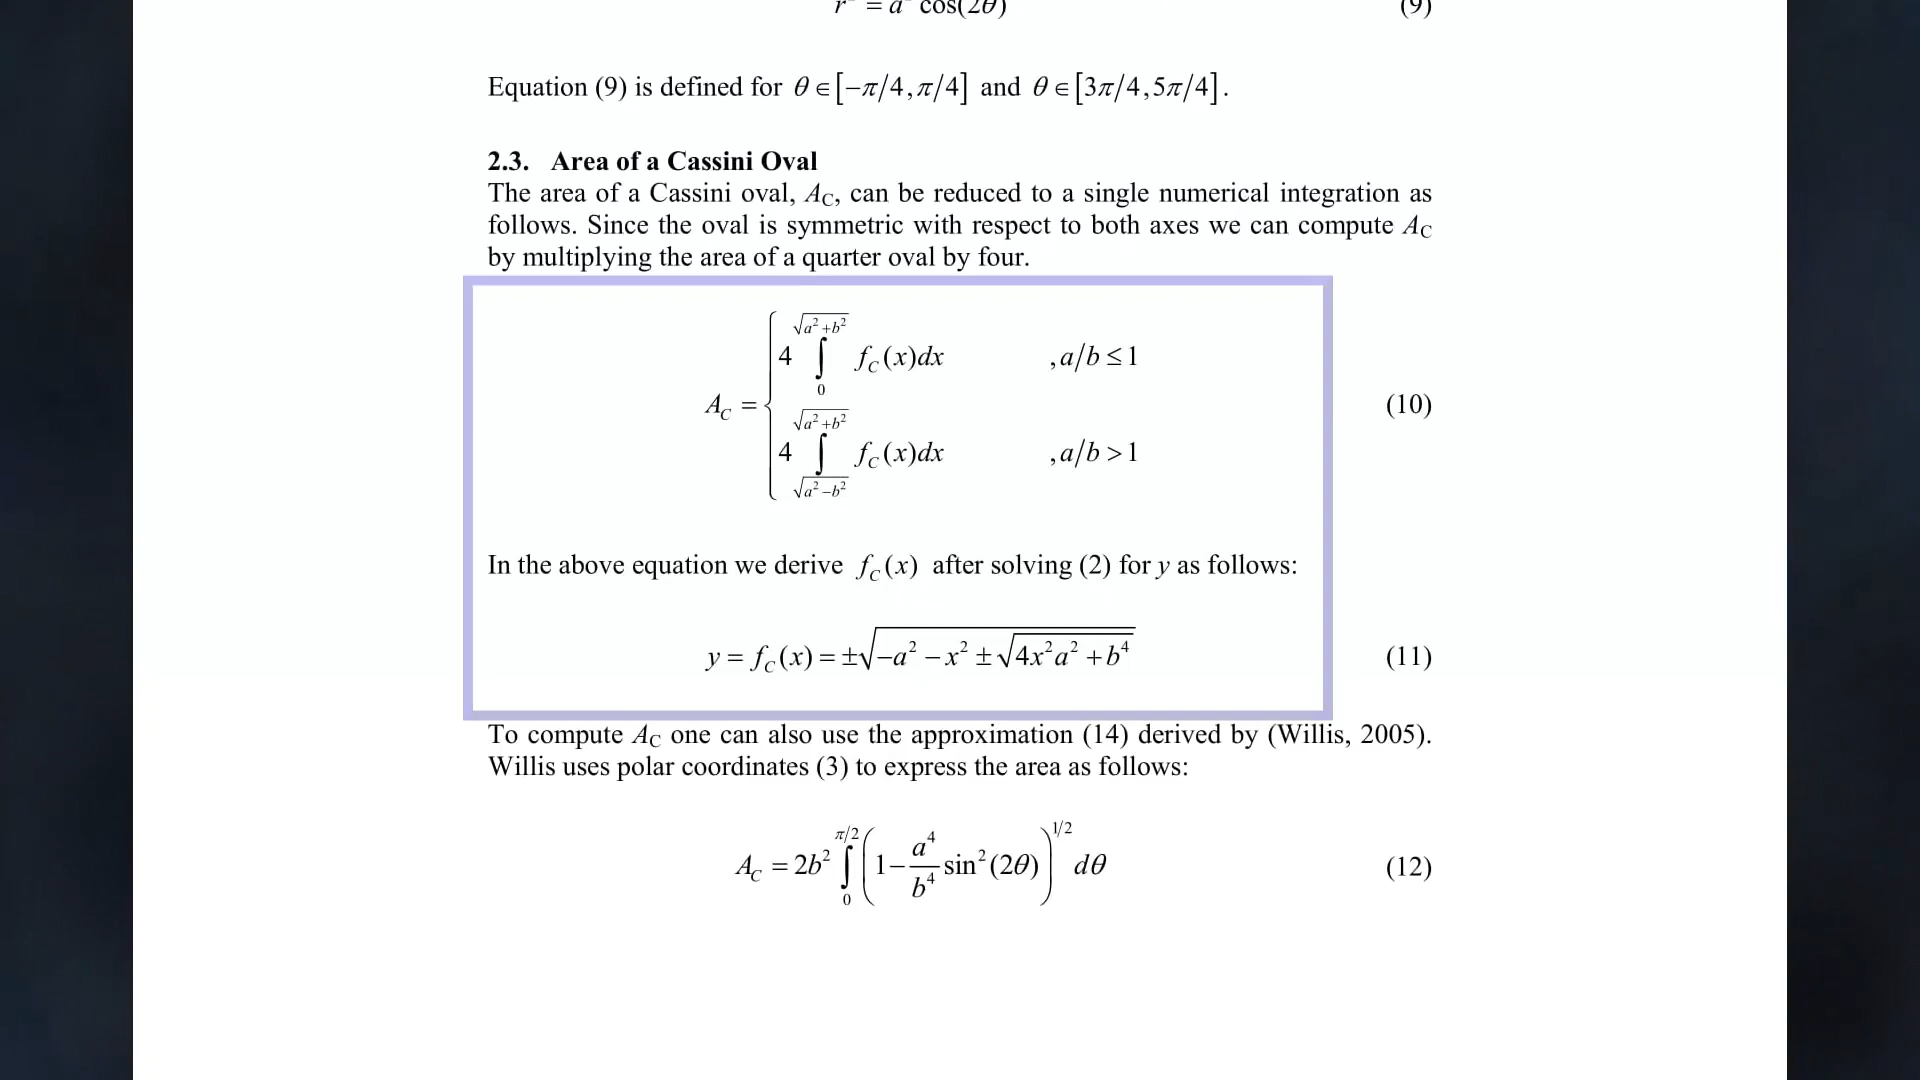 r² = a² cos(2θ) (9)
Equation (9) is defined for θ ∈ [−π/4, π/4] and θ ∈ [3π/4, 5π/4].
2.3. Area of a Cassini Oval
The area of a Cassini oval, A_C, can be reduced to a single numerical integration as
follows. Since the oval is symmetric with respect to both axes we can compute A_C
by multiplying the area of a quarter oval by four.
A_C = { 4 ∫_0^{√(a²+b²)} f_C(x)dx , a/b ≤ 1
4 ∫_{√(a²−b²)}^{√(a²+b²)} f_C(x)dx , a/b > 1 (10)
In the above equation we derive f_C(x) after solving (2) for y as follows:
y = f_C(x) = ±√(−a² − x² ± √(4x²a² + b⁴)) (11)
To compute A_C one can also use the approximation (14) derived by (Willis, 2005).
Willis uses polar coordinates (3) to express the area as follows:
A_C = 2b² ∫_0^{π/2} (1 − a⁴/b⁴ sin²(2θ))^{1/2} dθ (12)